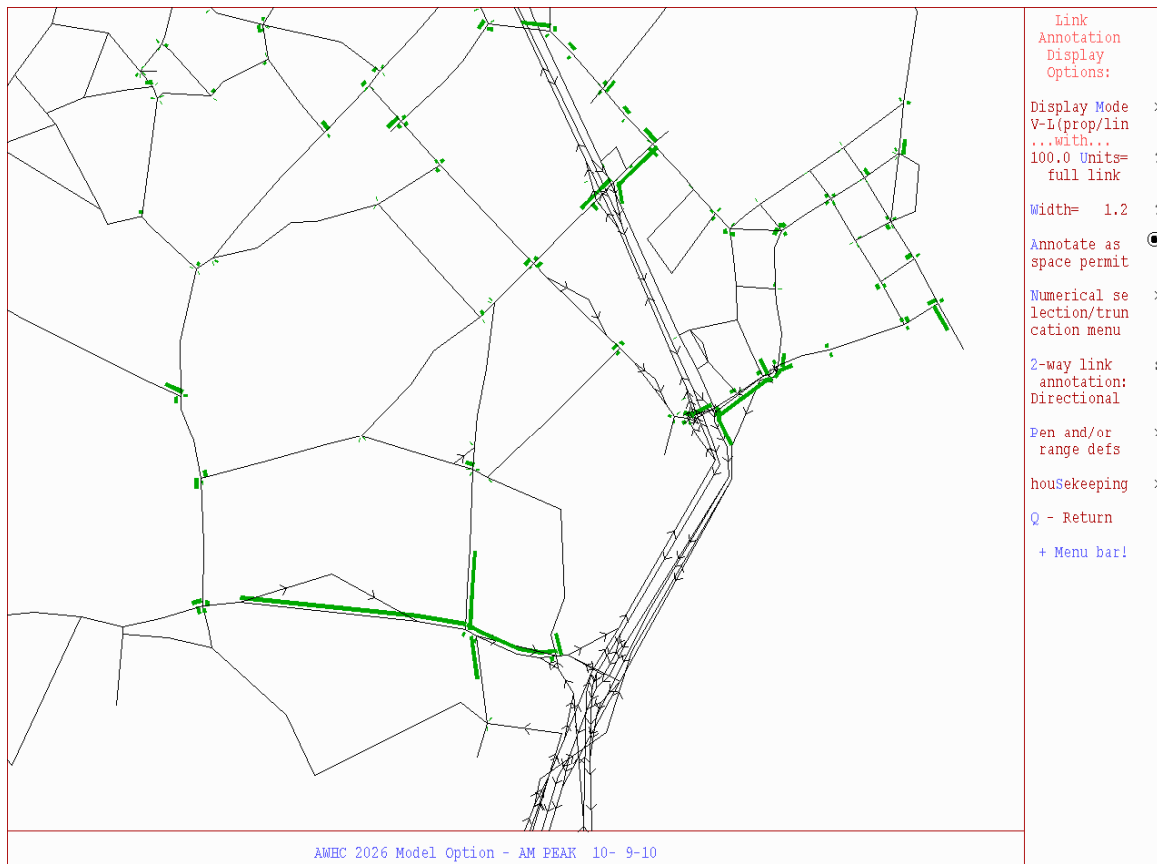 Link
Annotation
Display
Options:
Display Mode
V-L(prop/lin
...with...
100.0 Units=
full link
Width= 1.2
Annotate as
space permit
Numerical se
lection/trun
cation menu
2-way link
annotation:
Directional
Pen and/or
range defs
houSekeeping
Q - Return
+ Menu bar!
AWHC 2026 Model Option - AM PEAK 10- 9-10